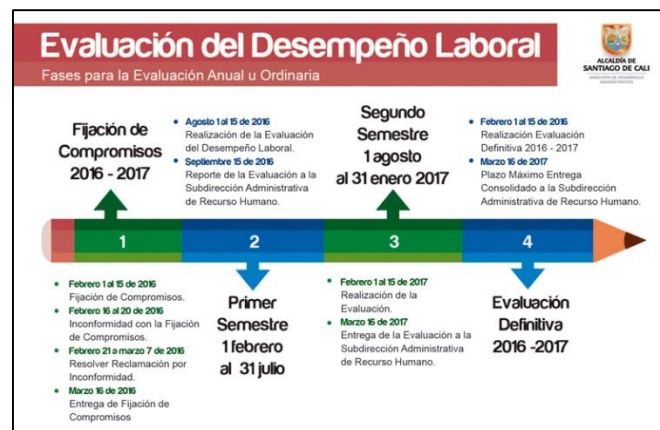 Evaluación del Desempeño Laboral
Fases para la Evaluación Anual u Ordinaria
ALCALDÍA DE
SANTIAGO DE CALI
DIRECCIÓN DE DESARROLLO
ADMINISTRATIVO
Fijación de
Compromisos
2016 - 2017
• Agosto 1 al 15 de 2016
Realización de la Evaluación
del Desempeño Laboral.
• Septiembre 15 de 2016
Reporte de la Evaluación a la
Subdirección Administrativa
de Recurso Humano.
Segundo
Semestre
1 agosto
al 31 enero 2017
• Febrero 1 al 15 de 2016
Realización Evaluación
Definitiva 2016 - 2017
• Marzo 16 de 2017
Plazo Máximo Entrega
Consolidado a la Subdirección
Administrativa de Recurso Humano.
1
2
3
4
• Febrero 1 al 15 de 2016
Fijación de Compromisos.
• Febrero 16 al 20 de 2016
Inconformidad con la Fijación
de Compromisos.
• Febrero 21 a marzo 7 de 2016
Resolver Reclamación por
Inconformidad.
• Marzo 16 de 2016
Entrega de Fijación de
Compromisos
Primer
Semestre
1 febrero
al 31 julio
• Febrero 1 al 15 de 2017
Realización de la
Evaluación.
• Marzo 16 de 2017
Entrega de la Evaluación a la
Subdirección Administrativa
de Recurso Humano.
Evaluación
Definitiva
2016 -2017